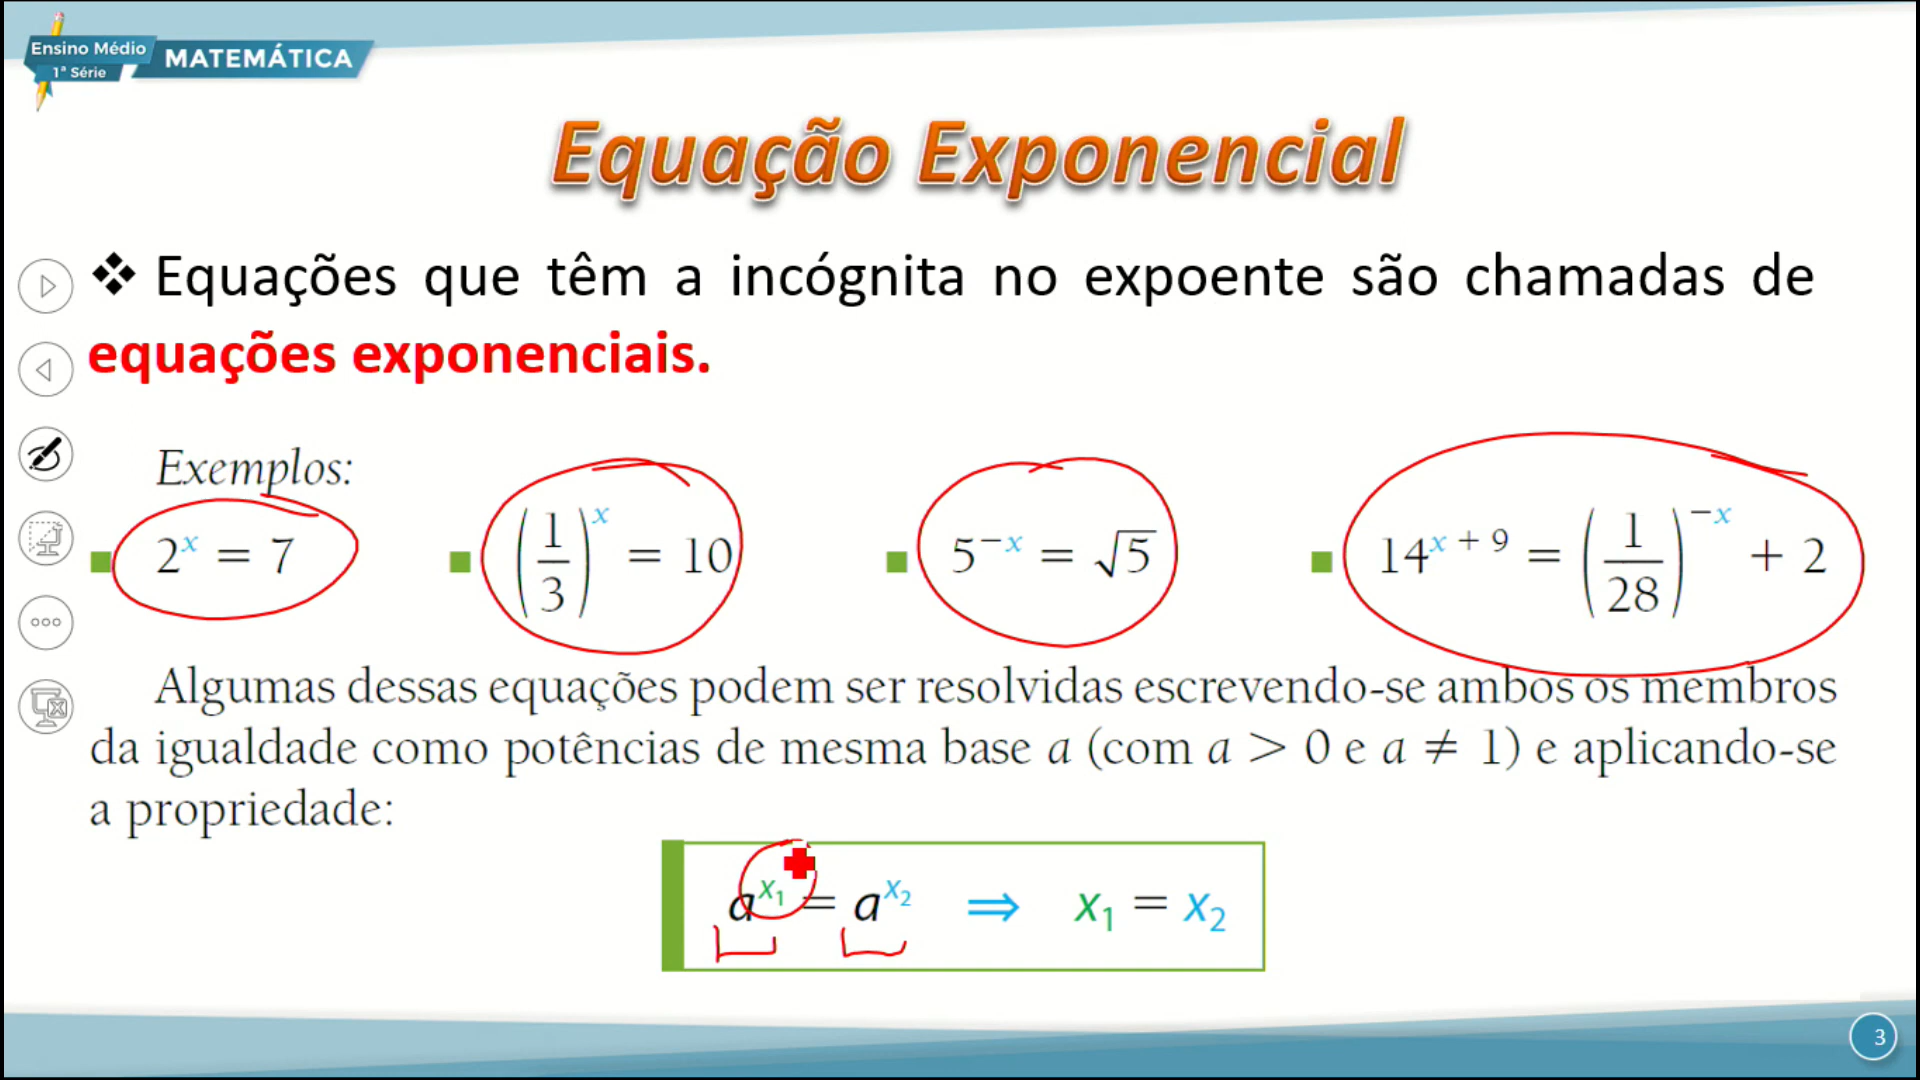 Ensino Médio
1ª Série
MATEMÁTICA
Equação Exponencial
❖ Equações que têm a incógnita no expoente são chamadas de
equações exponenciais.
Exemplos:
■ 2^x = 7 ■ (1/3)^x = 10 ■ 5^{-x} = √5 ■ 14^{x + 9} = (1/28)^{-x} + 2
Algumas dessas equações podem ser resolvidas escrevendo-se ambos os membros
da igualdade como potências de mesma base a (com a > 0 e a ≠ 1) e aplicando-se
a propriedade:
a^{x₁} = a^{x₂} ⇒ x₁ = x₂
3